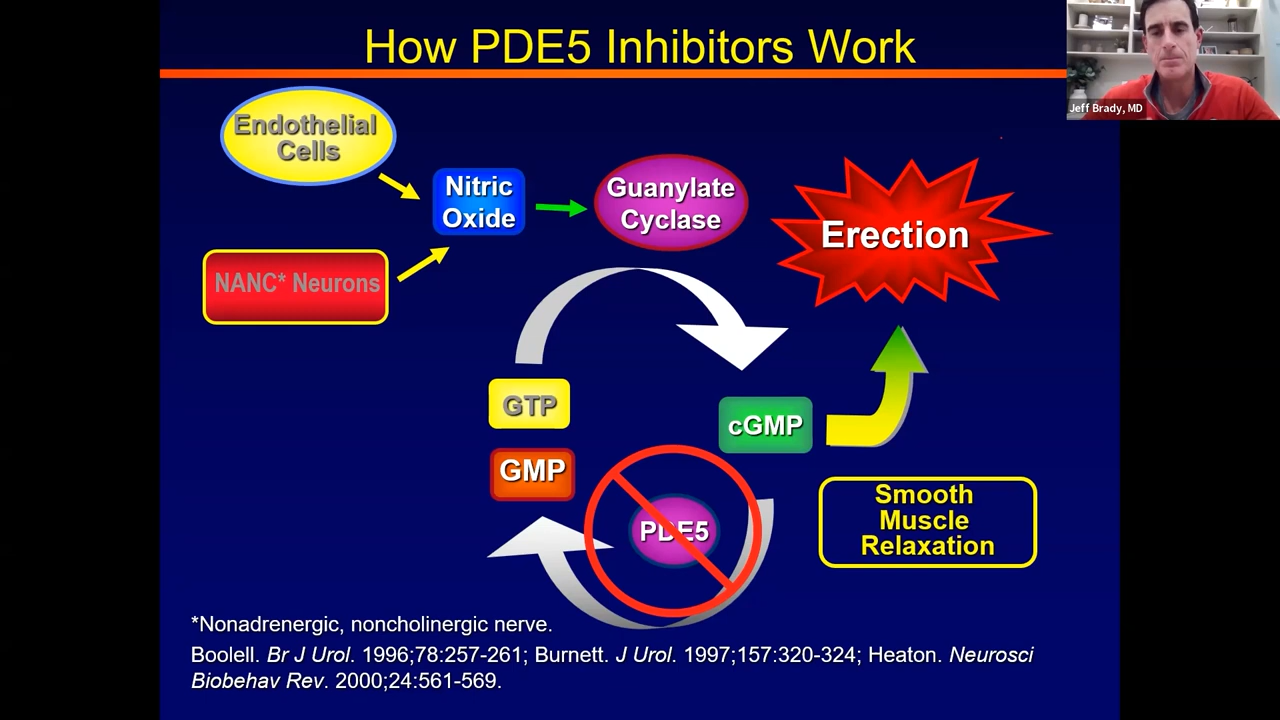 How PDE5 Inhibitors Work
Jeff Brady, MD
Endothelial
Cells
Nitric
Oxide
Guanylate
Cyclase
Erection
NANC* Neurons
GTP
cGMP
GMP
PDE5
Smooth
Muscle
Relaxation
*Nonadrenergic, noncholinergic nerve.
Boolell. Br J Urol. 1996;78:257-261; Burnett. J Urol. 1997;157:320-324; Heaton. Neurosci
Biobehav Rev. 2000;24:561-569.